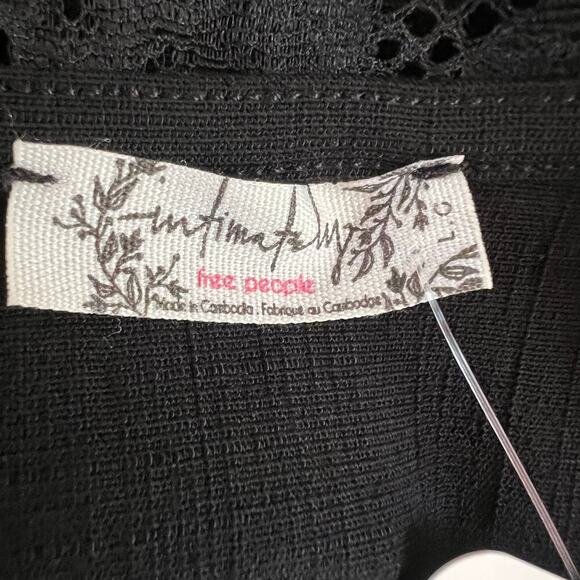 intimately
free people
Made in Cambodia . Fabriqué au Cambodge
L G